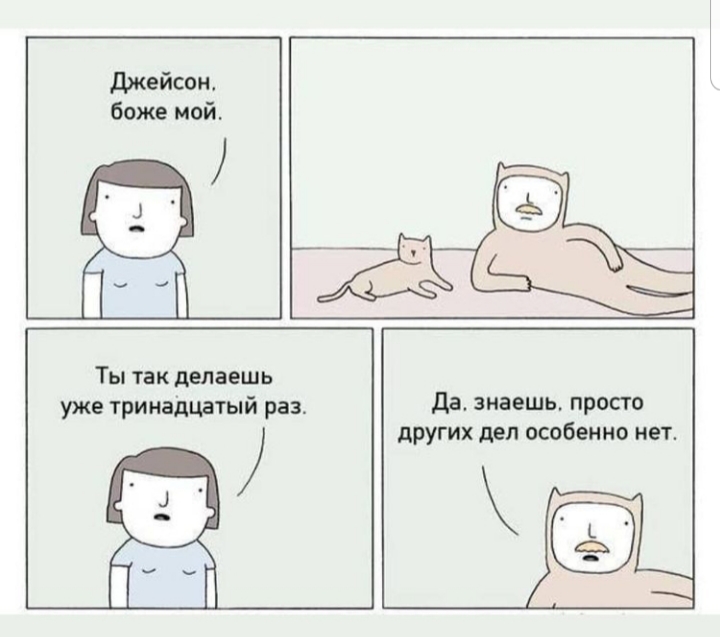 Джейсон,
боже мой.
Ты так делаешь
уже тринадцатый раз.
Да, знаешь, просто
других дел особенно нет.